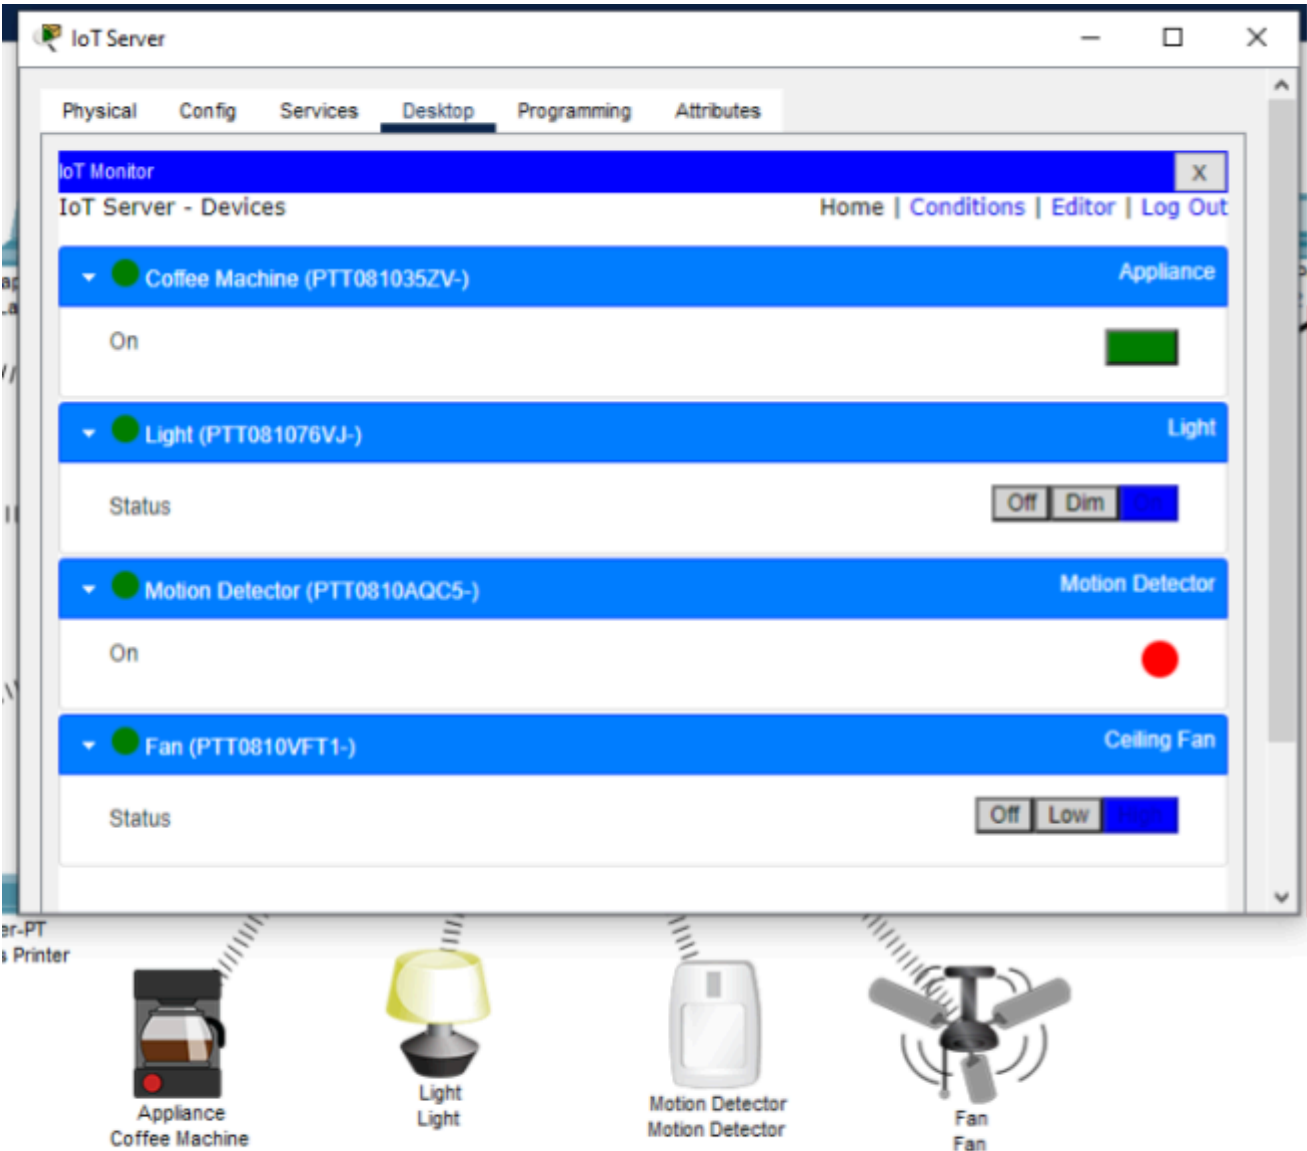 IoT Server
Physical Config Services Desktop Programming Attributes
IoT Monitor X
IoT Server - Devices Home | Conditions | Editor | Log Out
Coffee Machine (PTT081035ZV-) Appliance
On
Light (PTT081076VJ-) Light
Status Off Dim On
Motion Detector (PTT0810AQC5-) Motion Detector
On
Fan (PTT0810VFT1-) Ceiling Fan
Status Off Low High
er-PT
s Printer
Appliance
Coffee Machine
Light
Light
Motion Detector
Motion Detector
Fan
Fan